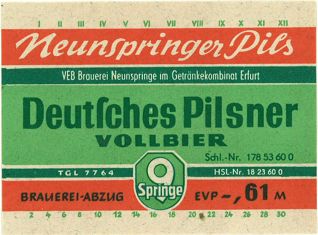 I II III IV V VI VII VIII IX X XI XII
Neunspringer Pils
VEB Brauerei Neunspringe im Getränkekombinat Erfurt
Deutſches Pilsner
VOLLBIER
Schl.-Nr. 178 53 60 0
TGL 7764
HSL-Nr. 18 23 60 0
9
Springe
BRAUEREI-ABZUG
EVP -,61 M
2 4 6 8 10 12 14 16 18 20 22 24 26 28 30